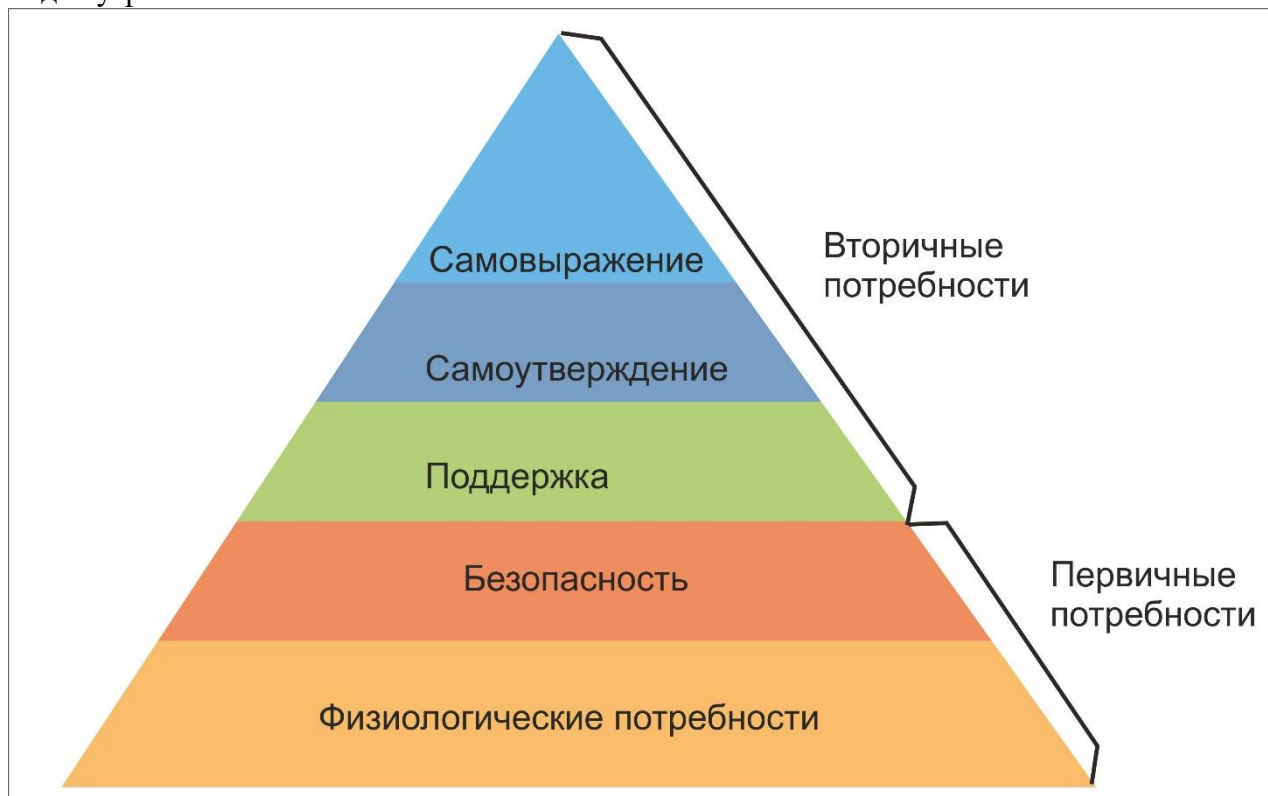 Самовыражение
Вторичные
потребности
Самоутверждение
Поддержка
Безопасность
Первичные
потребности
Физиологические потребности